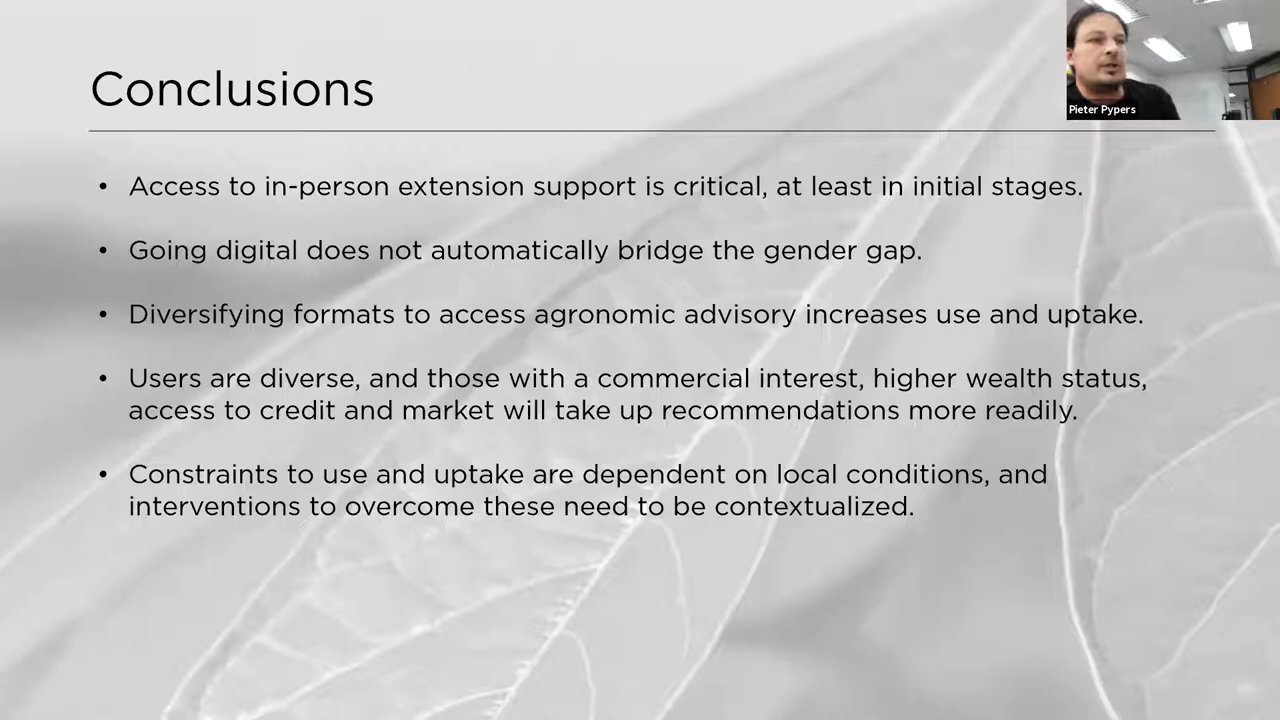 Conclusions
Pieter Pypers
• Access to in-person extension support is critical, at least in initial stages.
• Going digital does not automatically bridge the gender gap.
• Diversifying formats to access agronomic advisory increases use and uptake.
• Users are diverse, and those with a commercial interest, higher wealth status,
access to credit and market will take up recommendations more readily.
• Constraints to use and uptake are dependent on local conditions, and
interventions to overcome these need to be contextualized.